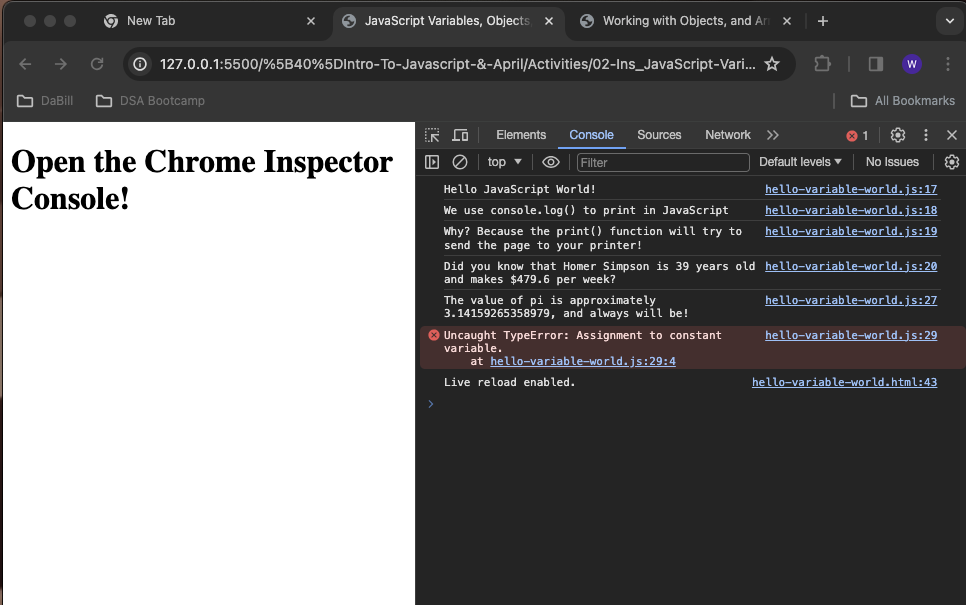 New Tab
JavaScript Variables, Objects
Working with Objects, and Arr
127.0.0.1:5500/%5B40%5DIntro-To-Javascript-&-April/Activities/02-Ins_JavaScript-Vari...
W
DaBill
DSA Bootcamp
All Bookmarks
Open the Chrome Inspector
Console!
Elements Console Sources Network 1
top Filter Default levels No Issues
Hello JavaScript World! hello-variable-world.js:17
We use console.log() to print in JavaScript hello-variable-world.js:18
Why? Because the print() function will try to hello-variable-world.js:19
send the page to your printer!
Did you know that Homer Simpson is 39 years old hello-variable-world.js:20
and makes $479.6 per week?
The value of pi is approximately hello-variable-world.js:27
3.14159265358979, and always will be!
Uncaught TypeError: Assignment to constant hello-variable-world.js:29
variable.
at hello-variable-world.js:29:4
Live reload enabled. hello-variable-world.html:43